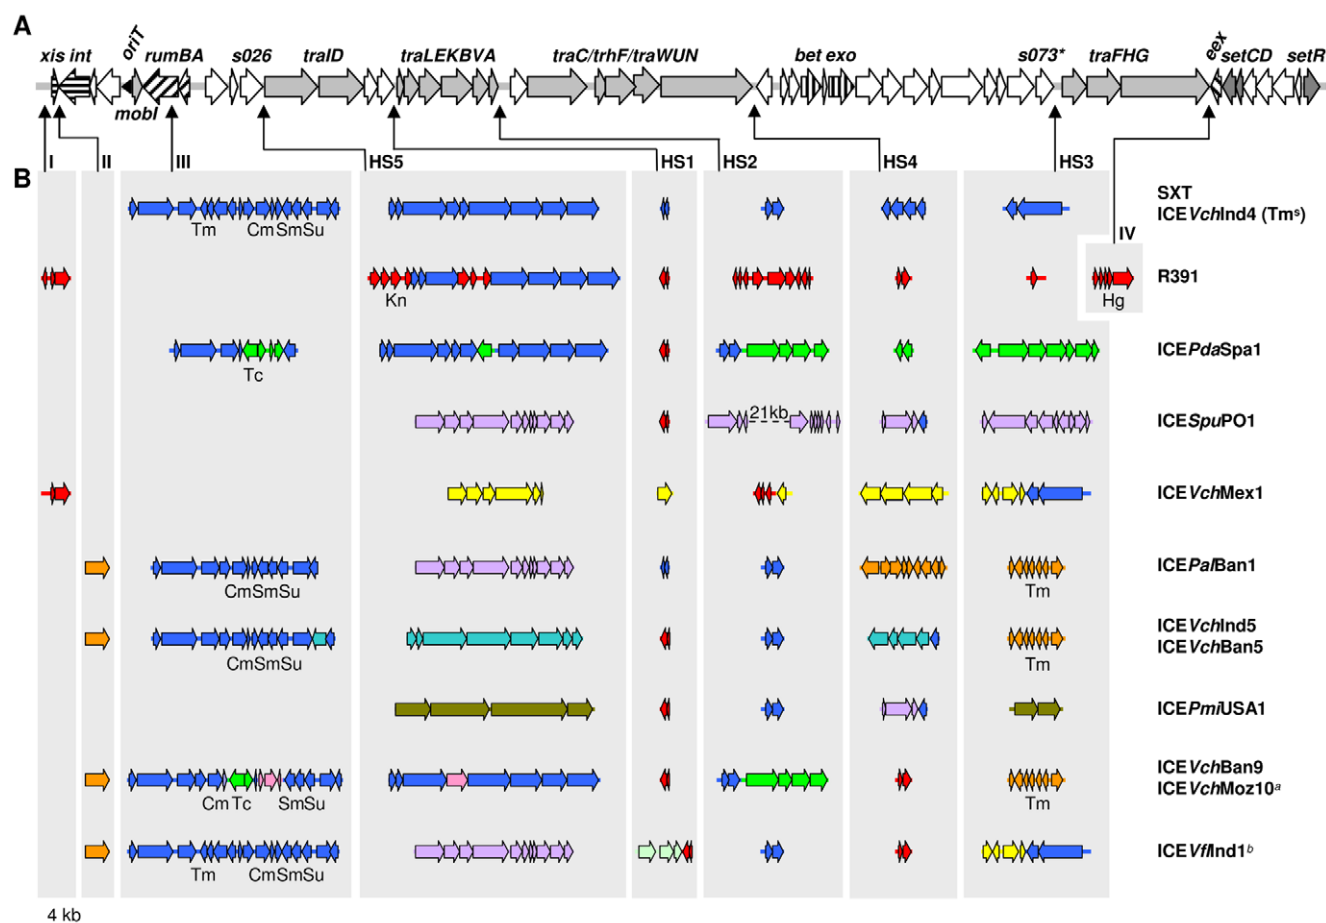 A
xis int oriT rumBA s026 traID traLEKBVA traC/trhF/traWUN bet exo s073* traFHG eex setCD setR
mobI
I II III HS5 HS1 HS2 HS4 HS3
B
SXT
Tm CmSmSu ICEVchInd4 (Tmˢ)
IV
R391
Kn Hg
ICEPdaSpa1
Tc
21kb
ICESpuPO1
ICEVchMex1
ICEPalBan1
CmSmSu Tm
ICEVchInd5
ICEVchBan5
CmSmSu Tm
ICEPmiUSA1
ICEVchBan9
ICEVchMoz10ᵃ
Cm Tc SmSu Tm
ICEVflInd1ᵇ
Tm CmSmSu
4 kb